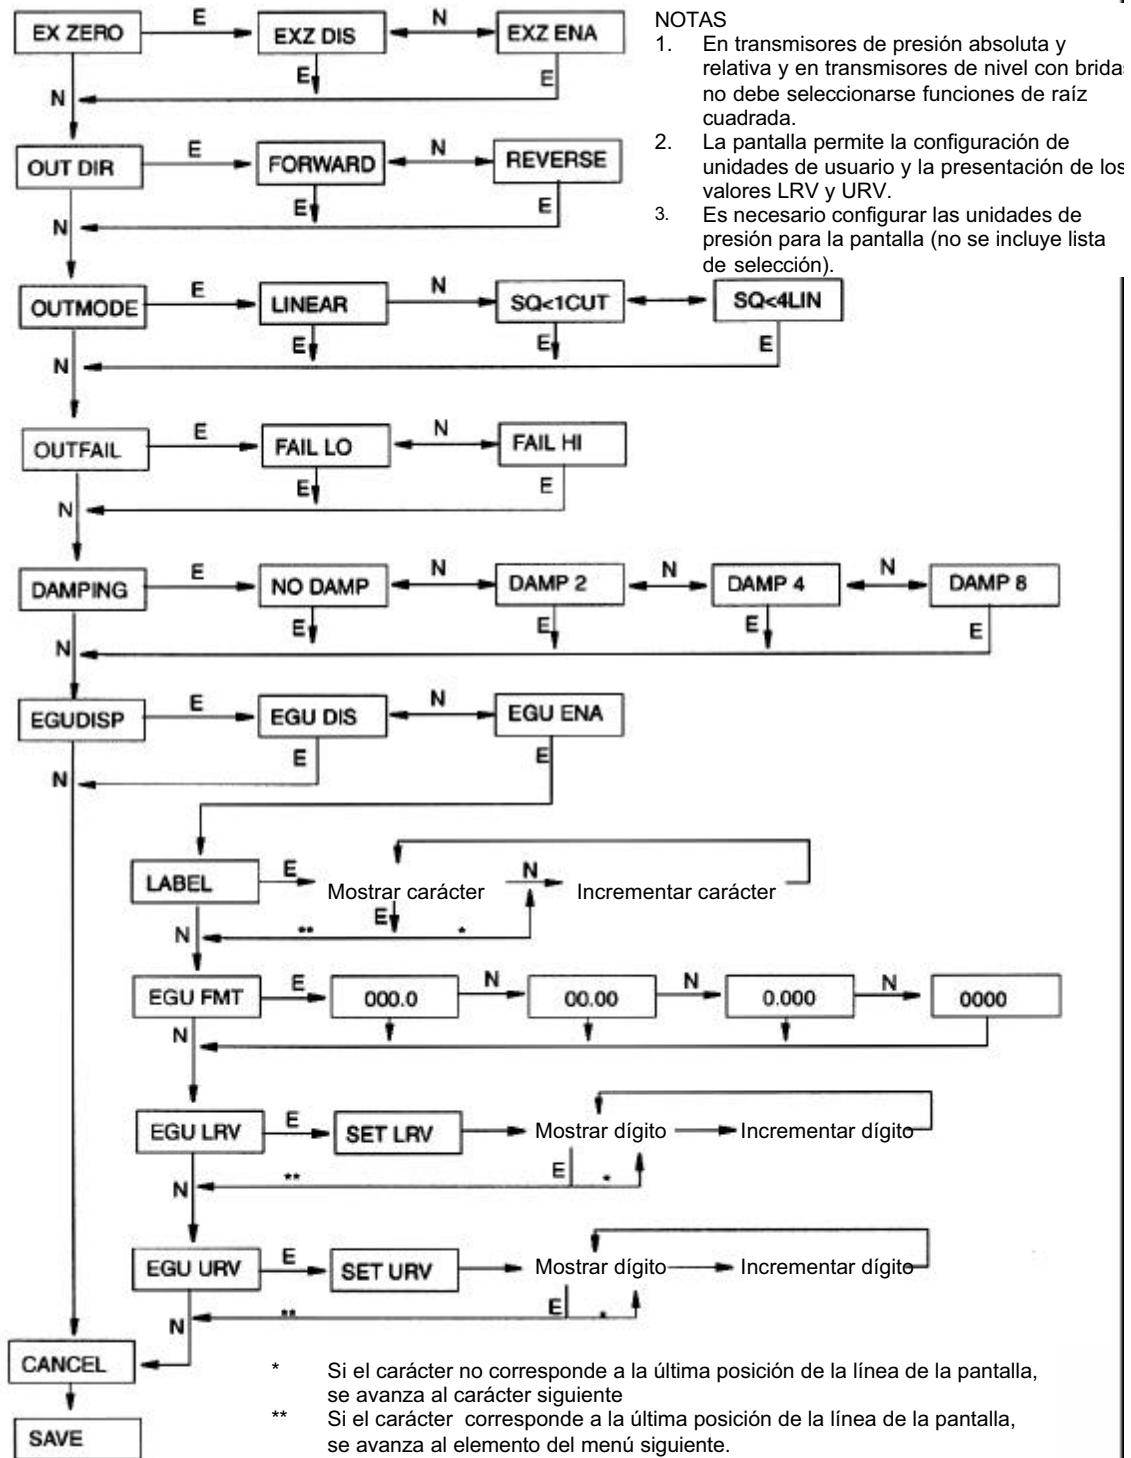 EX ZERO E EXZ DIS N EXZ ENA
N E E
NOTAS
1. En transmisores de presión absoluta y
relativa y en transmisores de nivel con bridas
no debe seleccionarse funciones de raíz
cuadrada.
2. La pantalla permite la configuración de
unidades de usuario y la presentación de los
valores LRV y URV.
3. Es necesario configurar las unidades de
presión para la pantalla (no se incluye lista
de selección).
OUT DIR E FORWARD N REVERSE
N E E
OUTMODE E LINEAR N SQ<1CUT SQ<4LIN
N E E E
OUTFAIL E FAIL LO N FAIL HI
N E E
DAMPING E NO DAMP N DAMP 2 N DAMP 4 N DAMP 8
N E E E E
EGUDISP E EGU DIS N EGU ENA
N E E
LABEL E Mostrar carácter N Incrementar carácter
N ** E *
EGU FMT E 000.0 N 00.00 N 0.000 N 0000
N
EGU LRV E SET LRV Mostrar dígito Incrementar dígito
N ** E *
EGU URV E SET URV Mostrar dígito Incrementar dígito
N ** E *
CANCEL
SAVE
* Si el carácter no corresponde a la última posición de la línea de la pantalla,
se avanza al carácter siguiente
** Si el carácter corresponde a la última posición de la línea de la pantalla,
se avanza al elemento del menú siguiente.